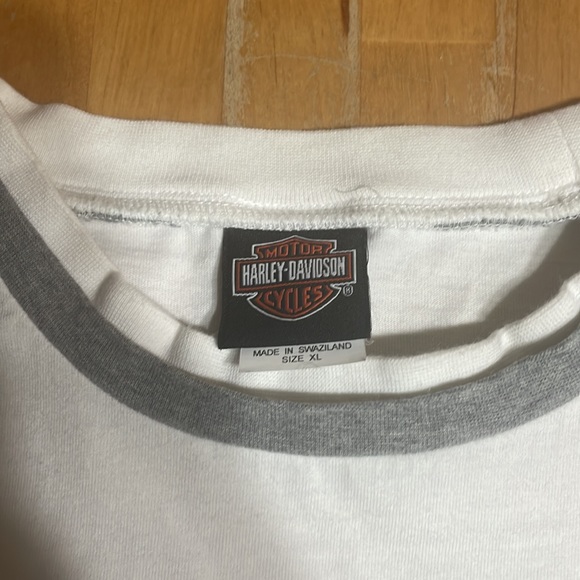 MOTOR
HARLEY-DAVIDSON
CYCLES ®
MADE IN SWAZILAND
SIZE XL